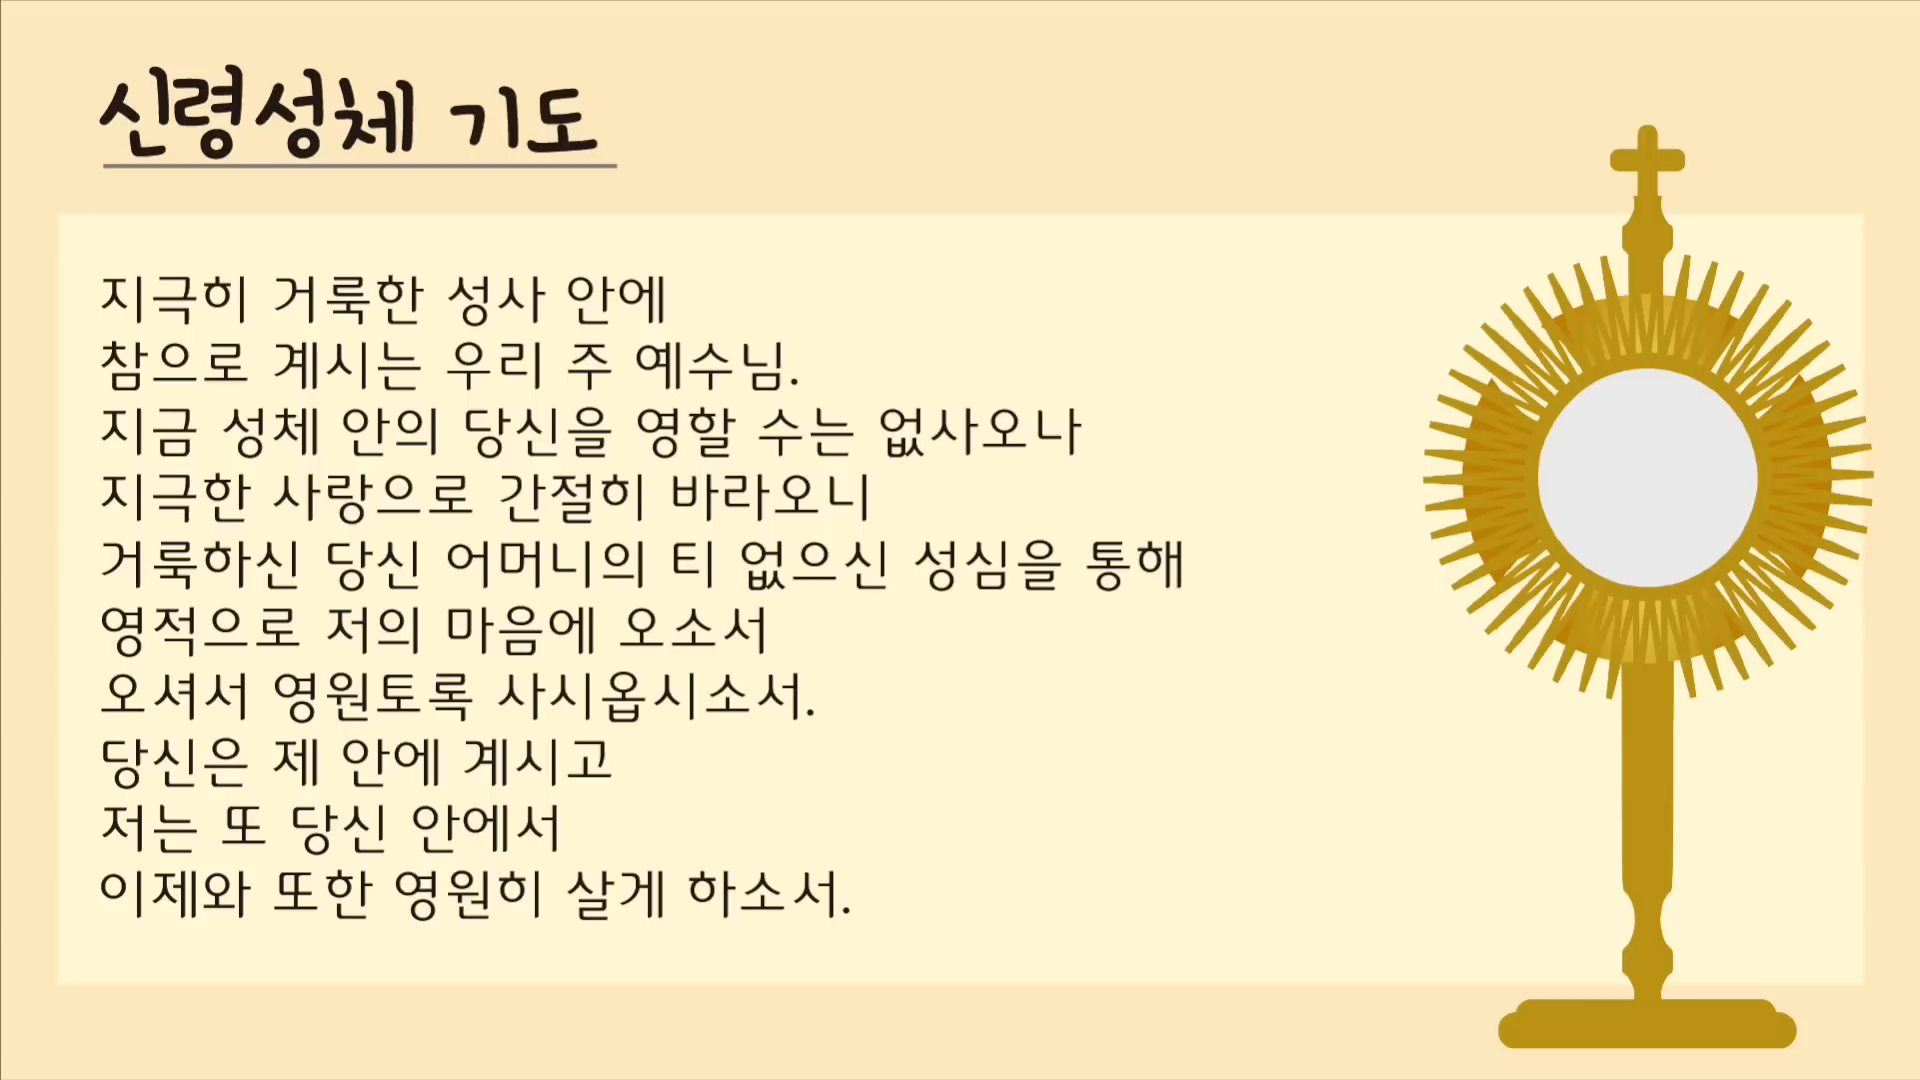 신령성체 기도
지극히 거룩한 성사 안에
참으로 계시는 우리 주 예수님.
지금 성체 안의 당신을 영할 수는 없사오나
지극한 사랑으로 간절히 바라오니
거룩하신 당신 어머니의 티 없으신 성심을 통해
영적으로 저의 마음에 오소서
오셔서 영원토록 사시옵시소서.
당신은 제 안에 계시고
저는 또 당신 안에서
이제와 또한 영원히 살게 하소서.